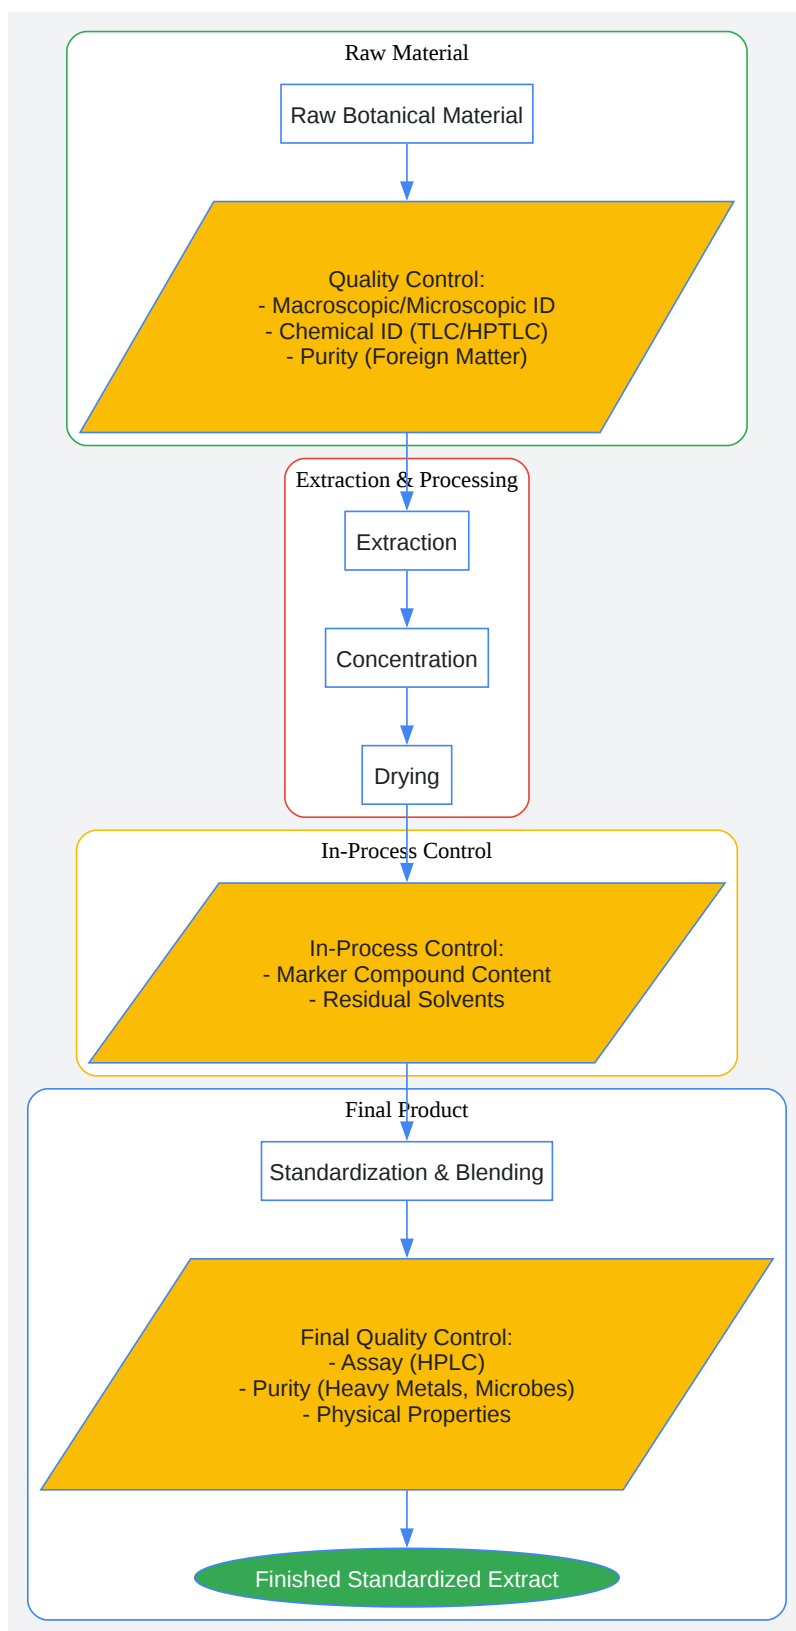 Raw Material
Raw Botanical Material
Quality Control:
- Macroscopic/Microscopic ID
- Chemical ID (TLC/HPTLC)
- Purity (Foreign Matter)
Extraction & Processing
Extraction
Concentration
Drying
In-Process Control
In-Process Control:
- Marker Compound Content
- Residual Solvents
Final Product
Standardization & Blending
Final Quality Control:
- Assay (HPLC)
- Purity (Heavy Metals, Microbes)
- Physical Properties
Finished Standardized Extract